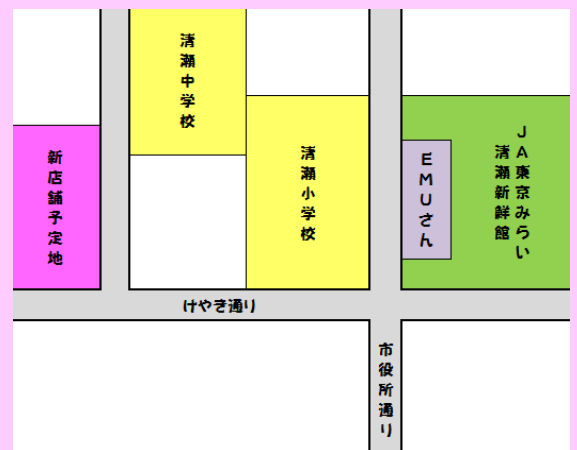 清瀬中学校
新店舗予定地
清瀬小学校
EMUさん
JA東京みらい
清瀬新鮮館
けやき通り
市役所通り